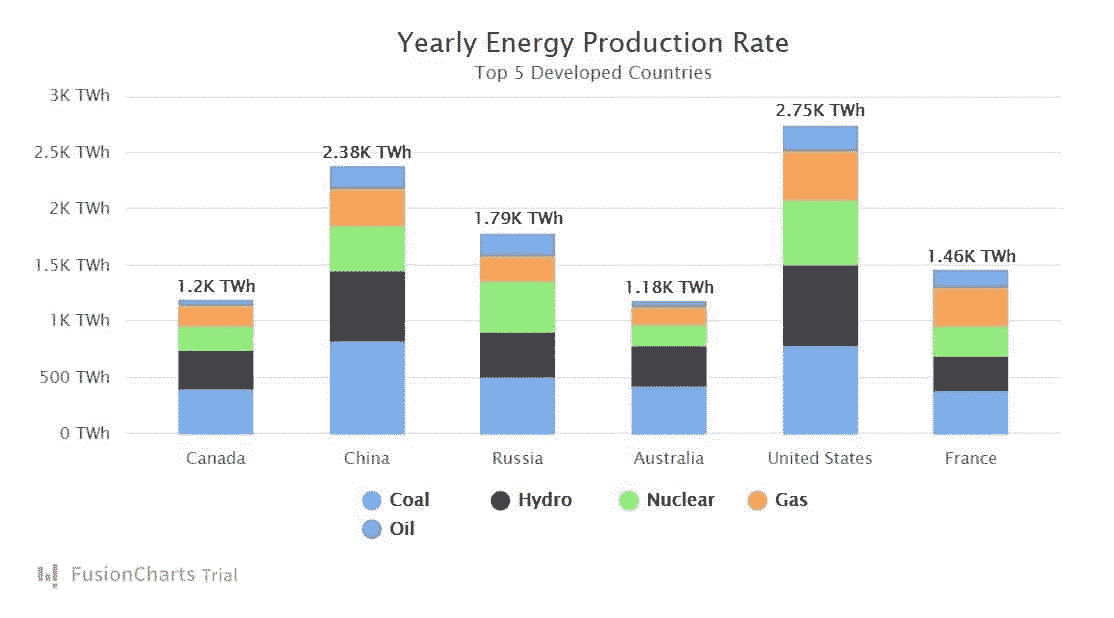 Yearly Energy Production Rate
Top 5 Developed Countries
3K TWh
2.5K TWh
2K TWh
1.5K TWh
1K TWh
500 TWh
0 TWh
1.2K TWh
2.38K TWh
1.79K TWh
1.18K TWh
2.75K TWh
1.46K TWh
Canada China Russia Australia United States France
Coal Hydro Nuclear Gas
Oil
FusionCharts Trial